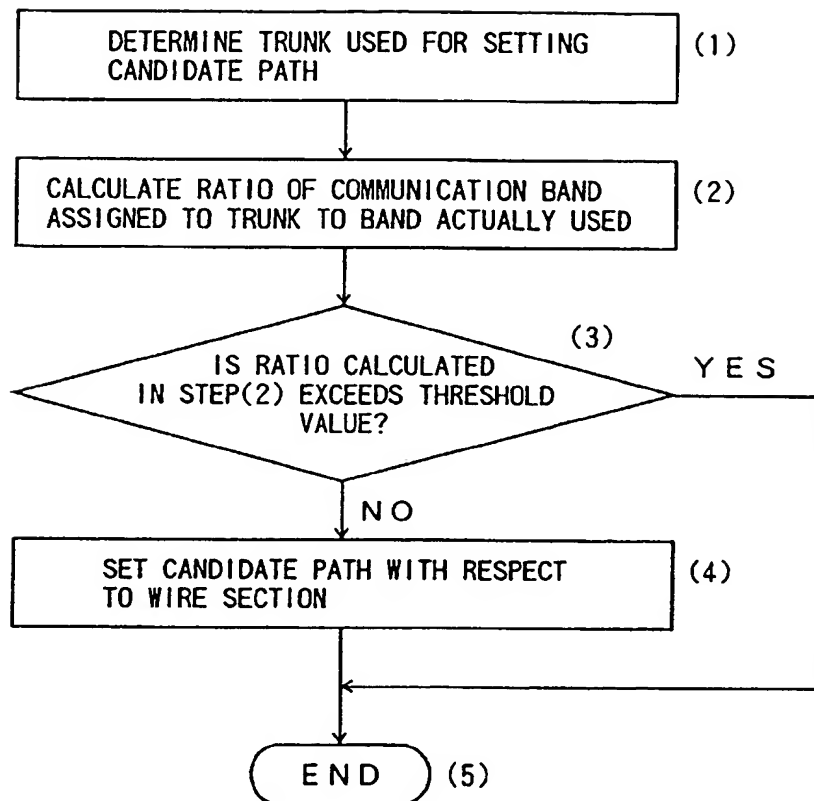 DETERMINE TRUNK USED FOR SETTING
CANDIDATE PATH
(1)
CALCULATE RATIO OF COMMUNICATION BAND
ASSIGNED TO TRUNK TO BAND ACTUALLY USED
(2)
(3)
IS RATIO CALCULATED
IN STEP(2) EXCEEDS THRESHOLD
VALUE?
YES
NO
SET CANDIDATE PATH WITH RESPECT
TO WIRE SECTION
(4)
END
(5)